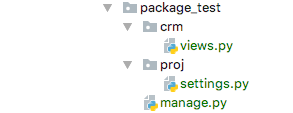 package_test
crm
views.py
proj
settings.py
manage.py